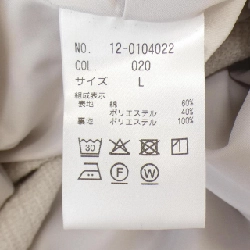 NO. 12-0104022
COL 020
サイズ L
組成表示
表地 綿 60%
ポリエステル 40%
裏地 ポリエステル 100%
30
F W